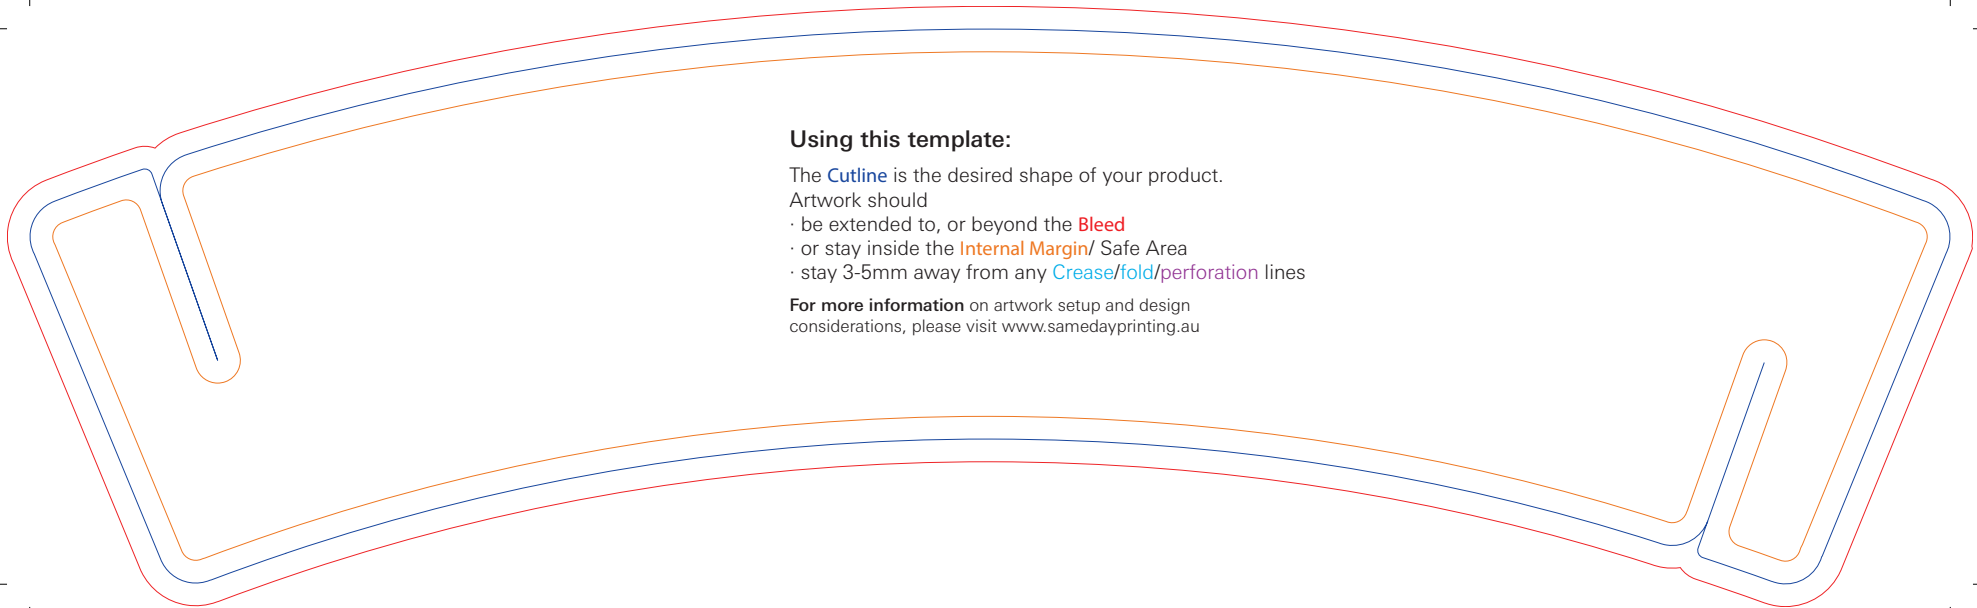 Using this template:
The Cutline is the desired shape of your product.
Artwork should
· be extended to, or beyond the Bleed
· or stay inside the Internal Margin/ Safe Area
· stay 3-5mm away from any Crease/fold/perforation lines
For more information on artwork setup and design
considerations, please visit www.samedayprinting.au